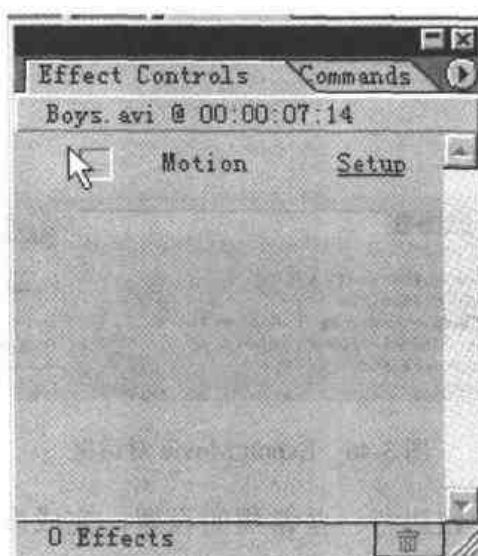 Effect Controls Commands
Boys.avi @ 00:00:07:14
Motion Setup
0 Effects